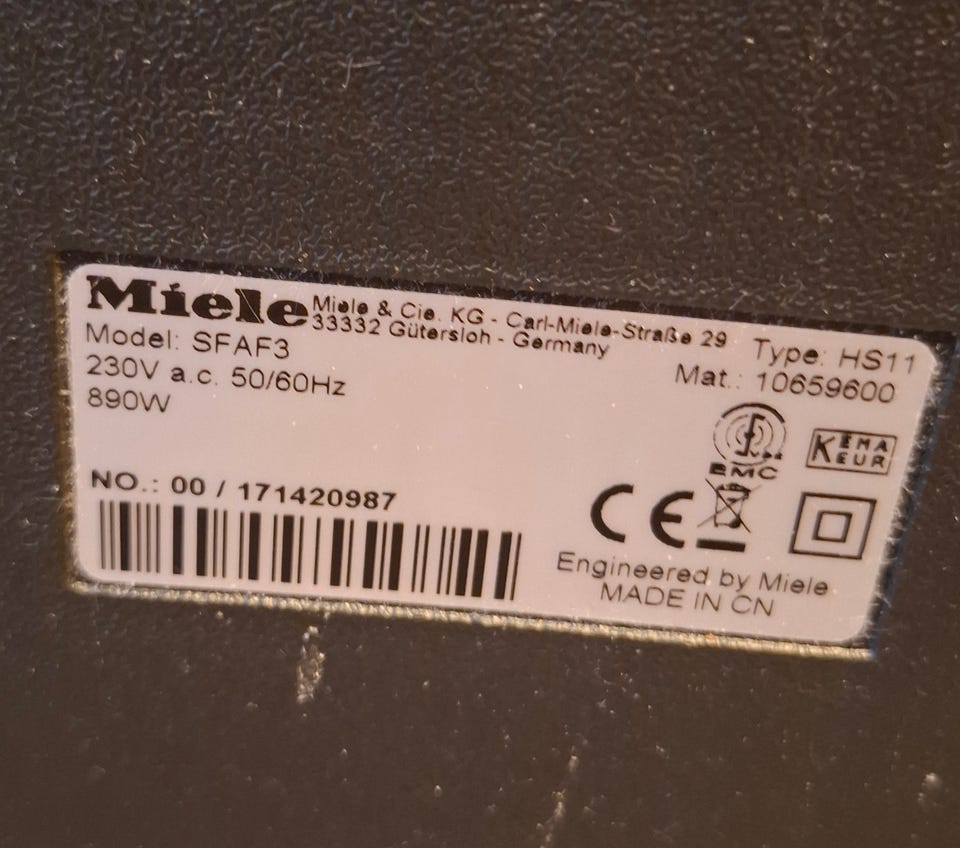 Miele Miele & Cie. KG - Carl-Miele-Straße 29
33332 Gütersloh - Germany
Type: HS11
Model: SFAF3
Mat.: 10659600
230V a.c. 50/60Hz
890W
EMC
KEMA
EUR
NO.: 00 / 171420987
CE
Engineered by Miele
MADE IN CN